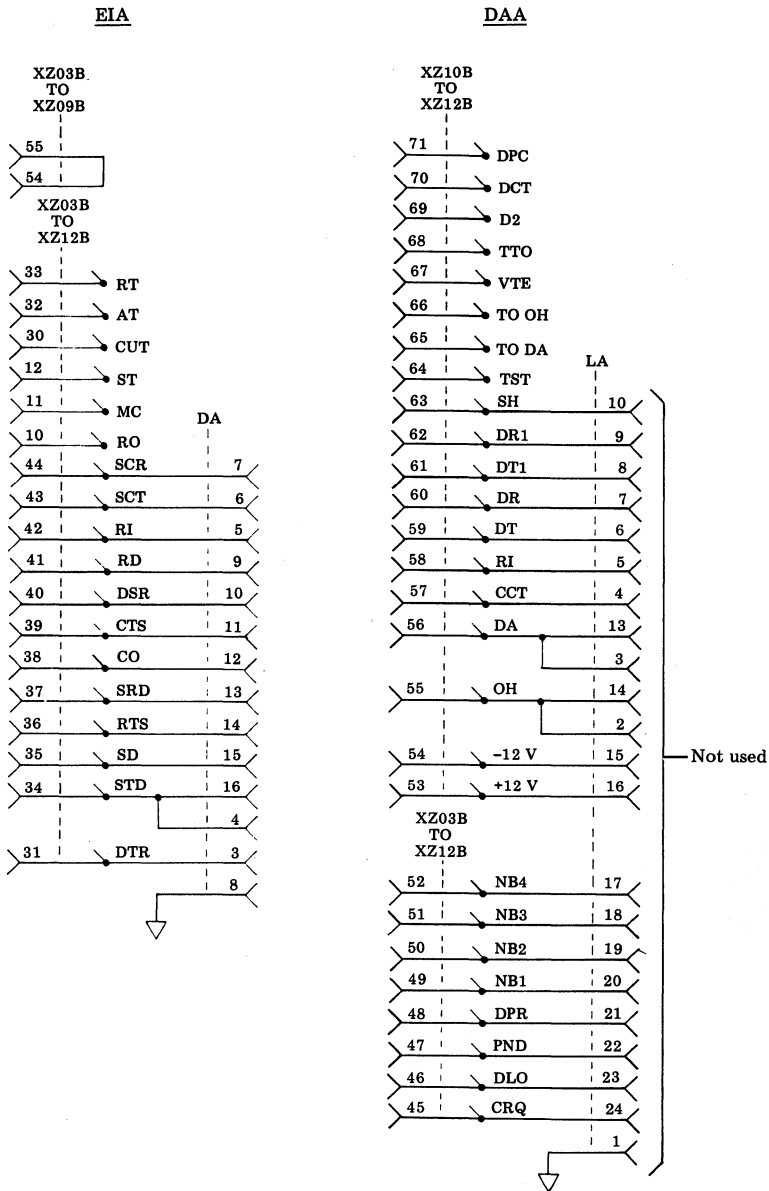 EIA
XZ03B
TO
XZ09B
55
54
XZ03B
TO
XZ12B
33 RT
32 AT
30 CUT
12 ST
11 MC
10 RO
DA
44 SCR 7
43 SCT 6
42 RI 5
41 RD 9
40 DSR 10
39 CTS 11
38 CO 12
37 SRD 13
36 RTS 14
35 SD 15
34 STD 16
4
31 DTR 3
8
DAA
XZ10B
TO
XZ12B
71 DPC
70 DCT
69 D2
68 TTO
67 VTE
66 TO OH
65 TO DA
64 TST
LA
63 SH 10
62 DR1 9
61 DT1 8
60 DR 7
59 DT 6
58 RI 5
57 CCT 4
56 DA 13
3
55 OH 14
2
54 -12 V 15
53 +12 V 16
Not used
XZ03B
TO
XZ12B
52 NB4 17
51 NB3 18
50 NB2 19
49 NB1 20
48 DPR 21
47 PND 22
46 DLO 23
45 CRQ 24
1